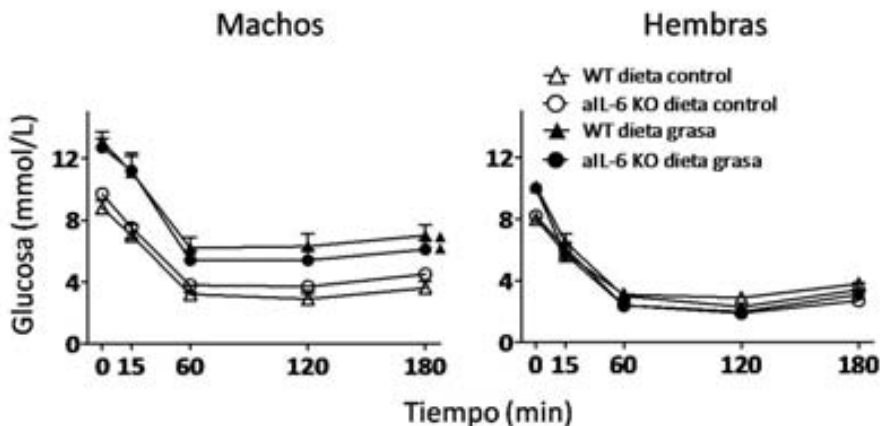 Machos
Hembras
WT dieta control
aIL-6 KO dieta control
WT dieta grasa
aIL-6 KO dieta grasa
Glucosa (mmol/L)
12
8
4
0
0 15 60 120 180
12
8
4
0
0 15 60 120 180
Tiempo (min)